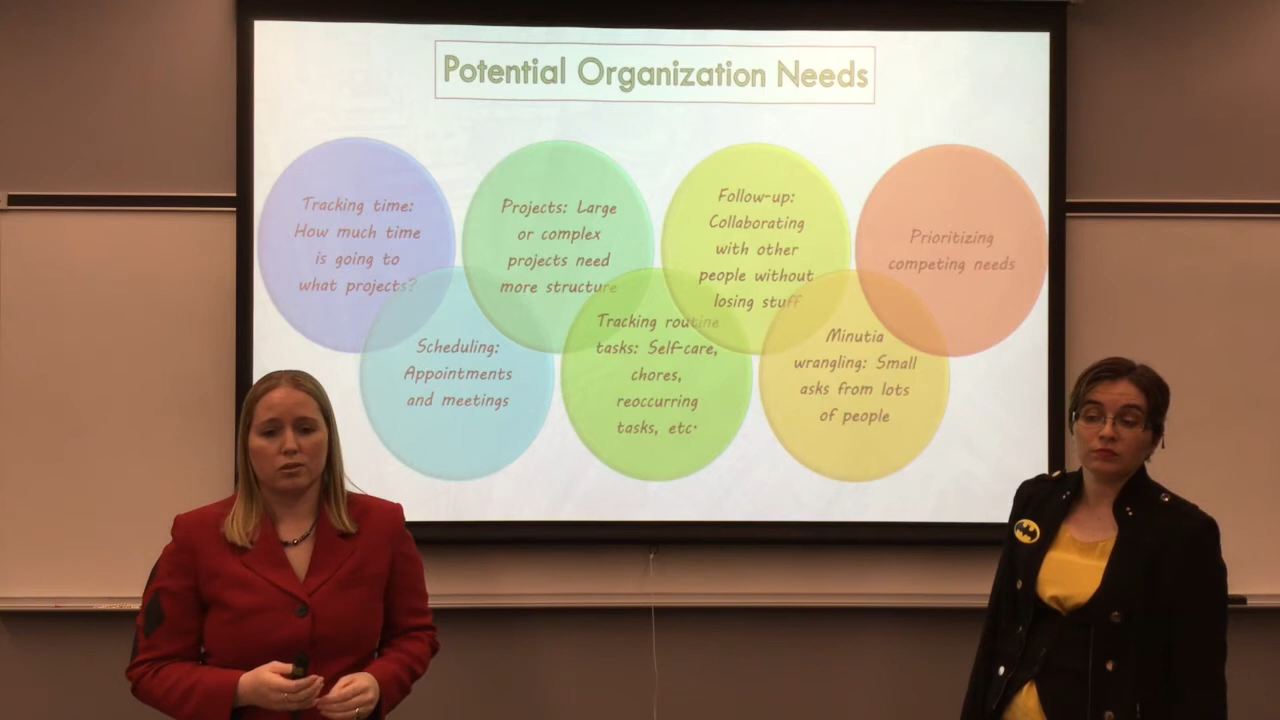 Potential Organization Needs
Tracking time:
How much time
is going to
what projects?
Projects: Large
or complex
projects need
more structure
Follow-up:
Collaborating
with other
people without
losing stuff
Prioritizing
competing needs
Scheduling:
Appointments
and meetings
Tracking routine
tasks: Self-care,
chores,
reoccurring
tasks, etc.
Minutia
wrangling: Small
asks from lots
of people